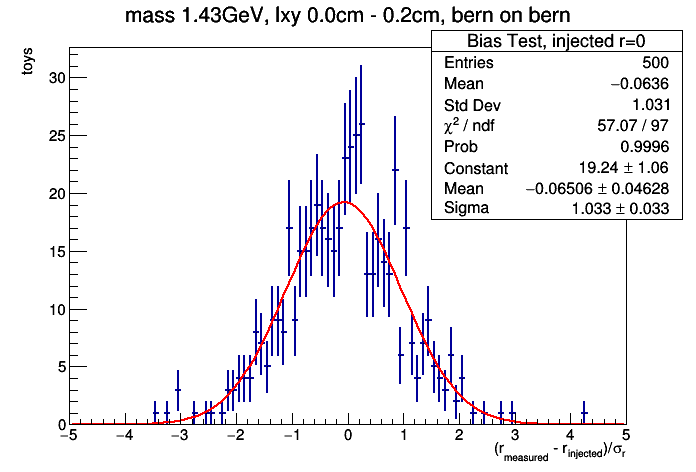 mass 1.43GeV, lxy 0.0cm - 0.2cm, bern on bern
toys
Bias Test, injected r=0
Entries 500
Mean −0.0636
Std Dev 1.031
χ² / ndf 57.07 / 97
Prob 0.9996
Constant 19.24 ± 1.06
Mean −0.06506 ± 0.04628
Sigma 1.033 ± 0.033
30
25
20
15
10
5
0
−5 −4 −3 −2 −1 0 1 2 3 4 5
(r_measured - r_injected)/σ_r